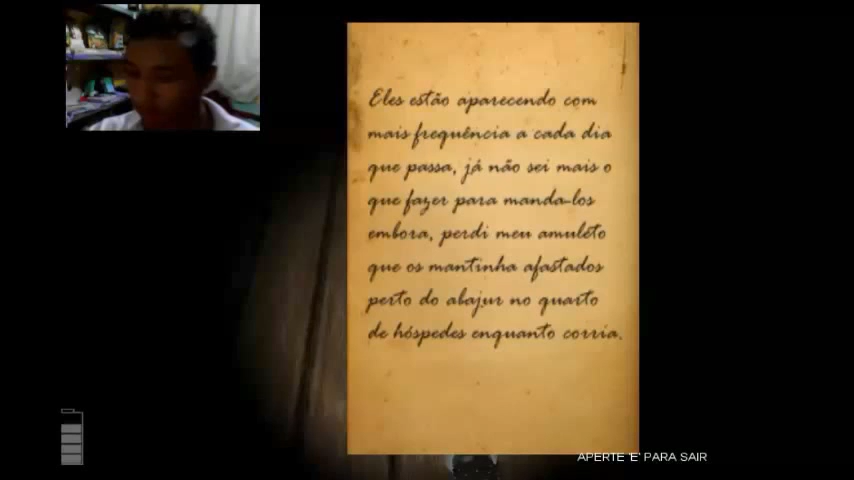 Eles estão aparecendo com
mais frequência a cada dia
que passa, já não sei mais o
que fazer para manda-los
embora, perdi meu amuleto
que os mantinha afastados
perto do abajur no quarto
de hóspedes enquanto corria.
APERTE 'E' PARA SAIR